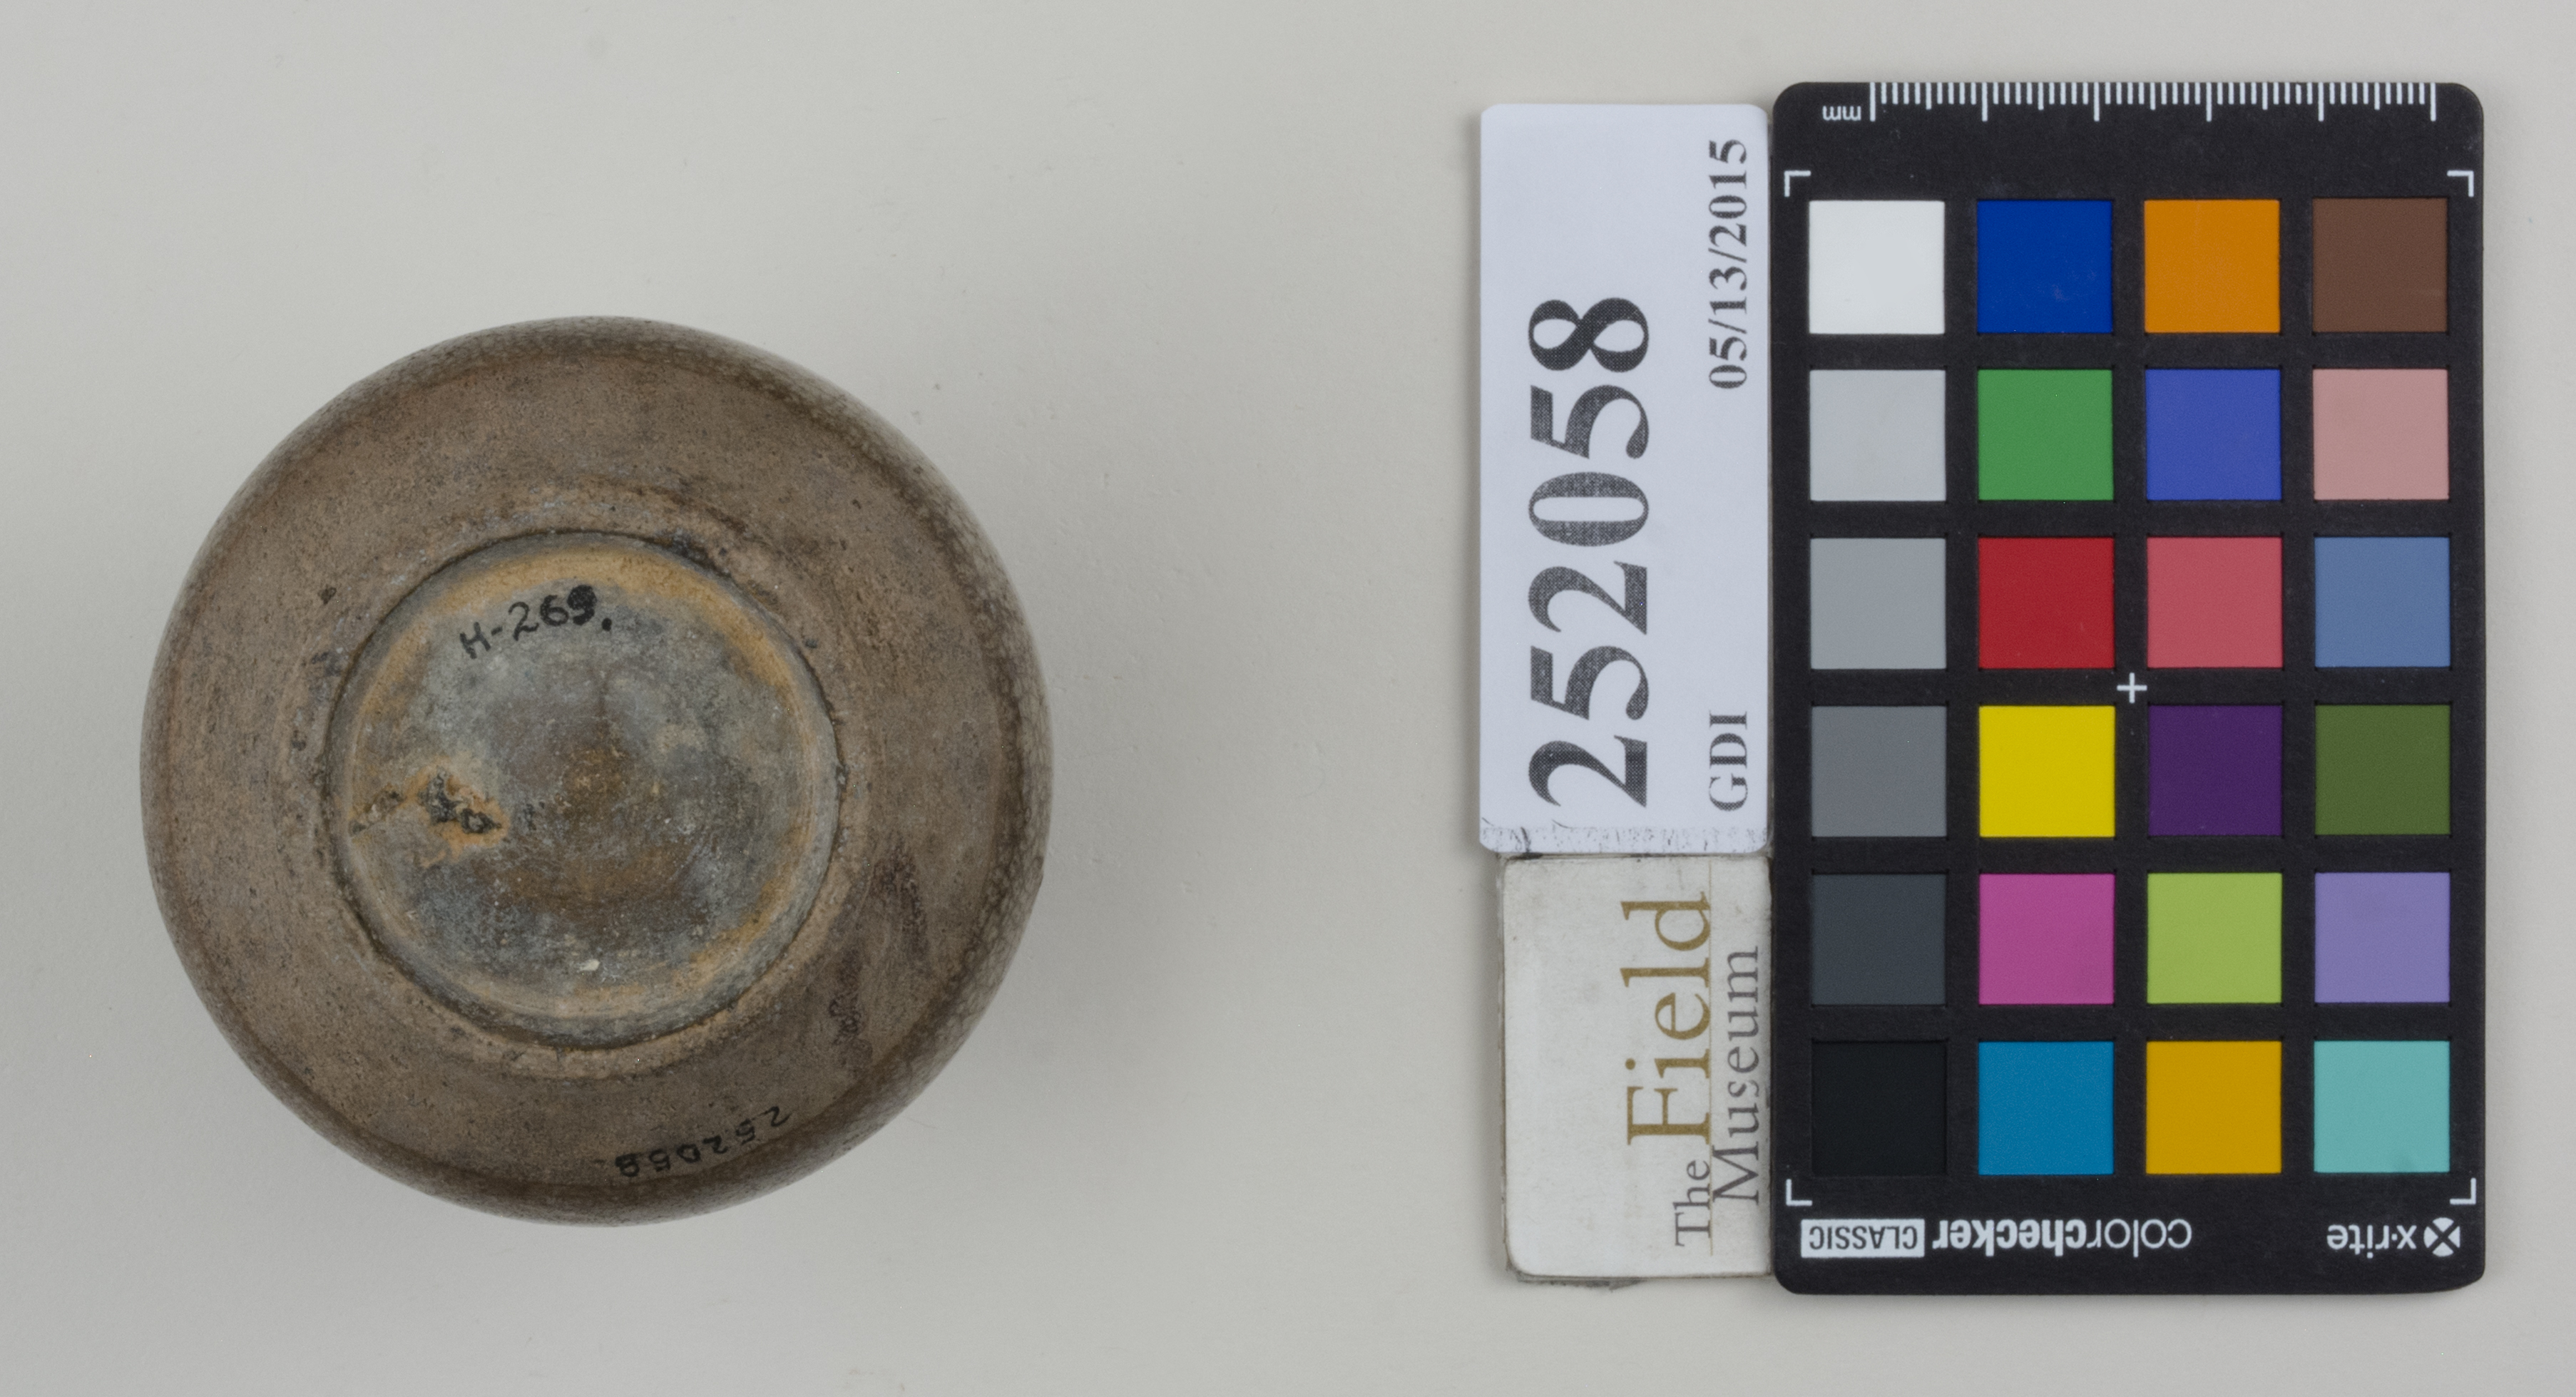 H-269.
252058
252058
GDI 05/13/2015
The Field
Museum
mm
colorchecker CLASSIC
x-rite